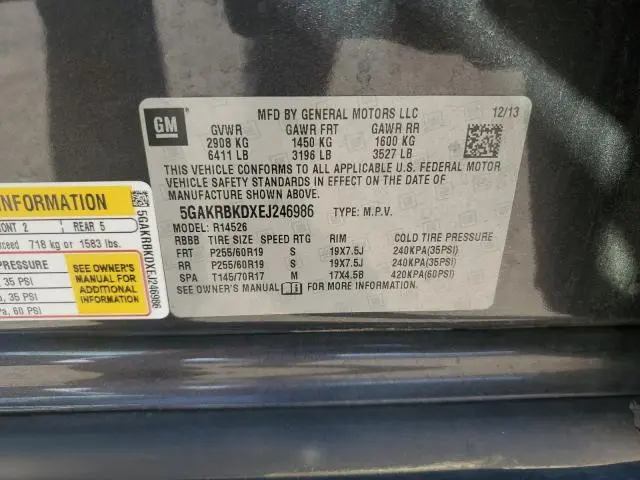 GM
MFD BY GENERAL MOTORS LLC 12/13
GVWR GAWR FRT GAWR RR
2908 KG 1450 KG 1600 KG
6411 LB 3196 LB 3527 LB
THIS VEHICLE CONFORMS TO ALL APPLICABLE U.S. FEDERAL MOTOR
VEHICLE SAFETY STANDARDS IN EFFECT ON THE DATE OF
MANUFACTURE SHOWN ABOVE.
5GAKRBKDXEJ246986 TYPE: M.P.V.
MODEL: R14526
RBBB TIRE SIZE SPEED RTG RIM COLD TIRE PRESSURE
FRT P255/60R19 S 19X7.5J 240KPA(35PSI)
RR P255/60R19 S 19X7.5J 240KPA(35PSI)
SPA T145/70R17 M 17X4.5B 420KPA(60PSI)
SEE OWNER'S MANUAL FOR MORE INFORMATION
INFORMATION
2 REAR 5
718 kg or 1583 lbs.
PRESSURE
35 PSI
35 PSI
60 PSI
SEE OWNER'S
MANUAL FOR
ADDITIONAL
INFORMATION
5GAKRBKDXEJ246986